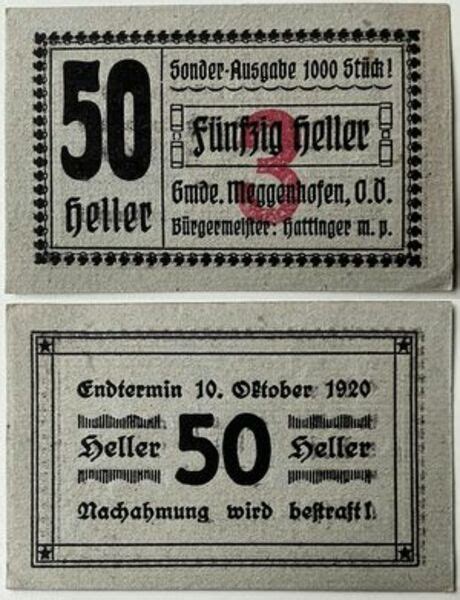 50
Heller
Sonder-Ausgabe 1000 Stück!
Fünfzig Heller
3
Gmde. Meggenhofen, O.Ö.
Bürgermeister: Hattinger m. p.
Endtermin 10. Oktober 1920
Heller 50 Heller
Nachahmung wird bestraft!